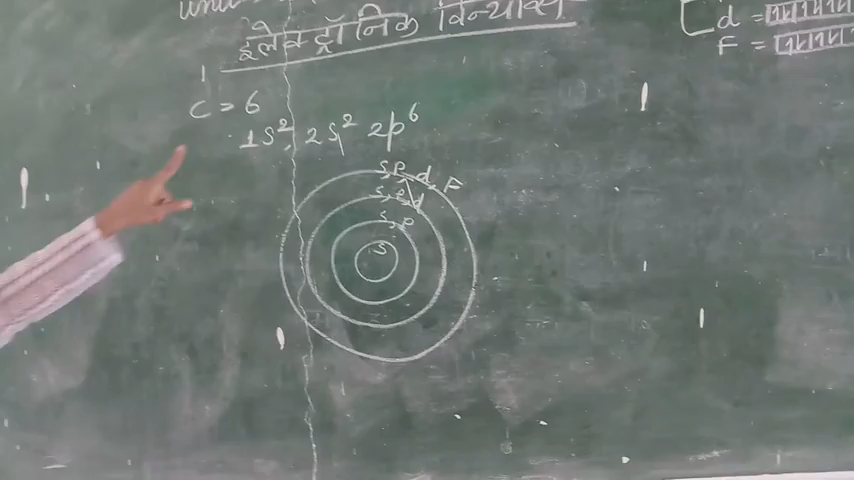 इलेक्ट्रॉनिक विन्यास
d =
F =
C = 6
1s², 2s² 2p⁶
s, p, d, F
s, p, d
s, p
s